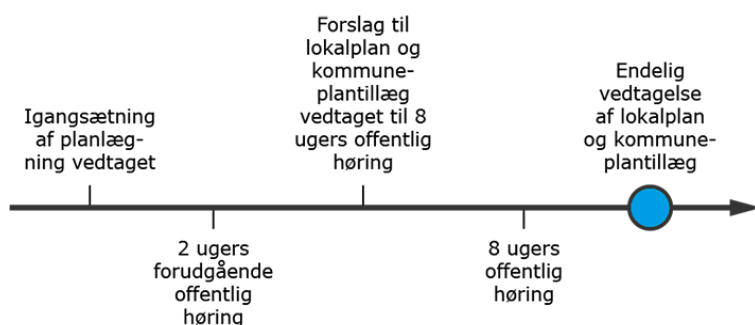 Igangsætning
af planlæg-
ning vedtaget
2 ugers
forudgående
offentlig
høring
Forslag til
lokalplan og
kommune-
plantillæg
vedtaget til 8
ugers offentlig
høring
8 ugers
offentlig
høring
Endelig
vedtagelse
af lokalplan
og kommune-
plantillæg